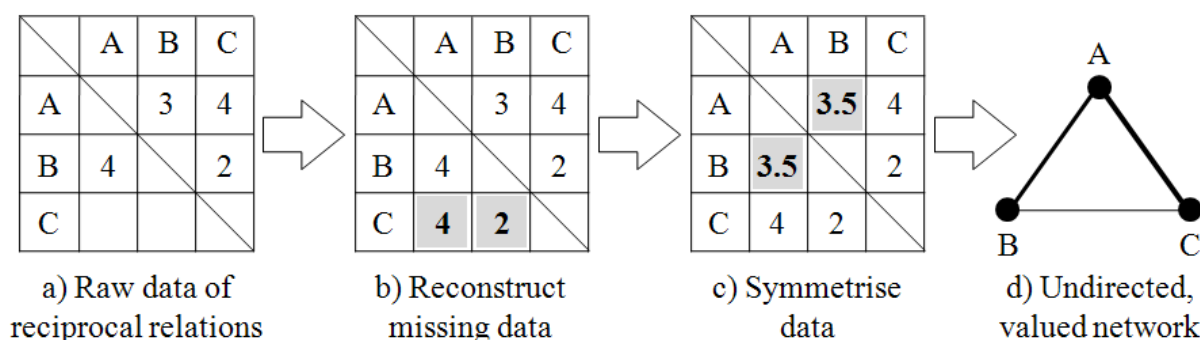 A B C
A 3 4
B 4 2
C
a) Raw data of
reciprocal relations
A B C
A 3 4
B 4 2
C 4 2
b) Reconstruct
missing data
A B C
A 3.5 4
B 3.5 2
C 4 2
c) Symmetrise
data
A
B C
d) Undirected,
valued network